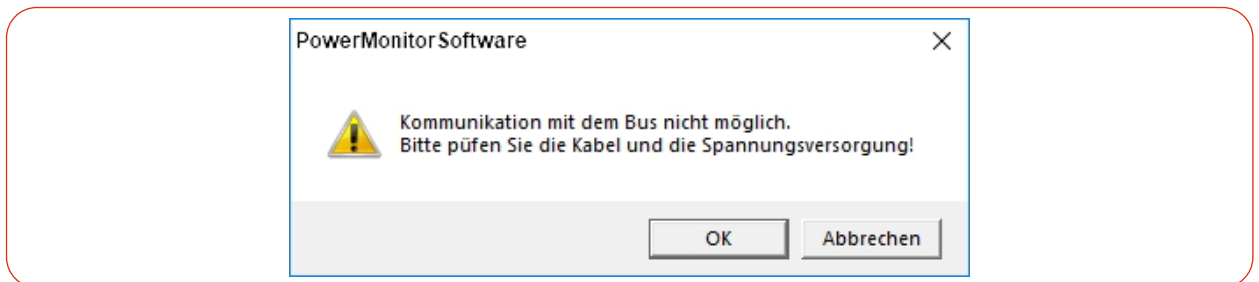 PowerMonitorSoftware
Kommunikation mit dem Bus nicht möglich.
Bitte püfen Sie die Kabel und die Spannungsversorgung!
OK Abbrechen